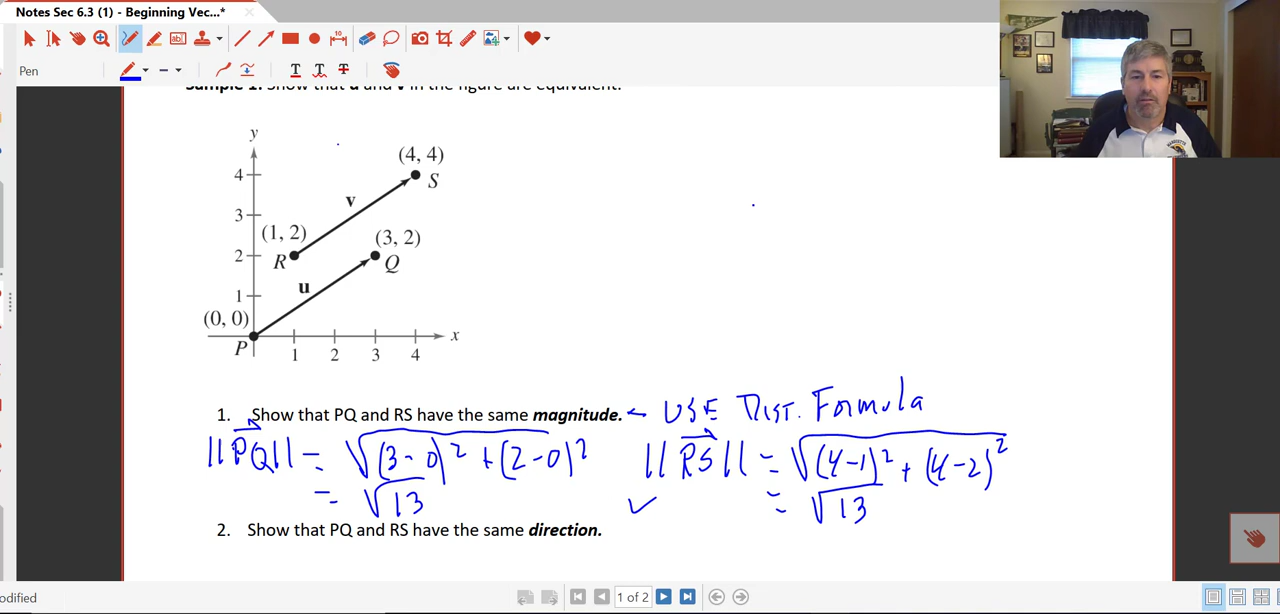 Notes Sec 6.3 (1) - Beginning Vec...*
Pen
Sample 1: Show that u and v in the figure are equivalent.
y
(4, 4)
4
S
v
3
(1, 2)
(3, 2)
2
R
Q
u
1
(0, 0)
x
P
1 2 3 4
1. Show that PQ and RS have the same magnitude. ← USE DIST. Formula
||PQ|| = √(3-0)² + (2-0)² ||RS|| = √(4-1)² + (4-2)²
= √13 ✓ = √13
2. Show that PQ and RS have the same direction.
odified
1 of 2